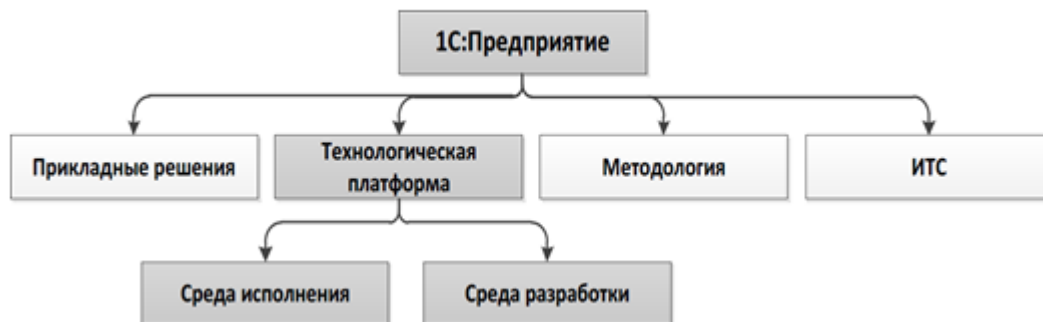 1С:Предприятие
Прикладные решения
Технологическая
платформа
Методология
ИТС
Среда исполнения
Среда разработки